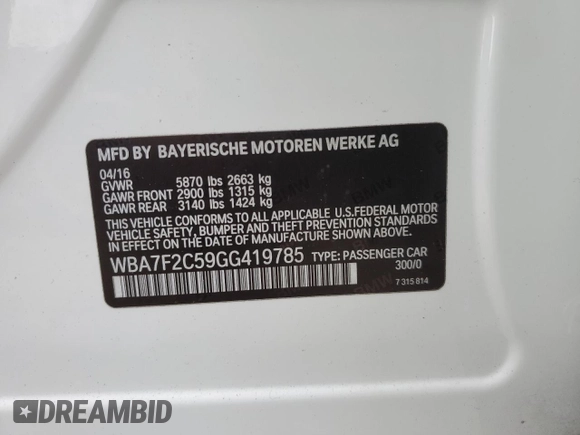 MFD BY BAYERISCHE MOTOREN WERKE AG
04/16
GVWR 5870 lbs 2663 kg
GAWR FRONT 2900 lbs 1315 kg
GAWR REAR 3140 lbs 1424 kg
THIS VEHICLE CONFORMS TO ALL APPLICABLE U.S.FEDERAL MOTOR
VEHICLE SAFETY, BUMPER AND THEFT PREVENTION STANDARDS
IN EFFECT ON THE DATE OF MANUFACTURE SHOWN ABOVE.
WBA7F2C59GG419785 TYPE: PASSENGER CAR
300/0
7 315 814
DREAMBID